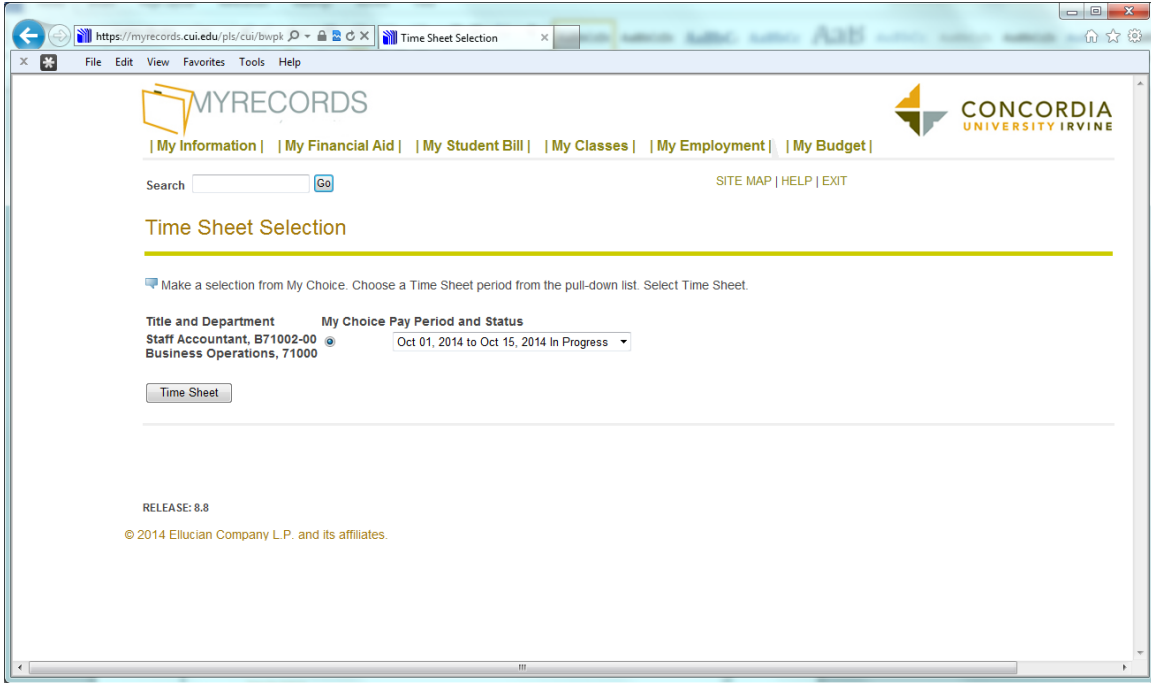 https://myrecords.cui.edu/pls/cui/bwpk
Time Sheet Selection
File Edit View Favorites Tools Help
MYRECORDS
CONCORDIA
UNIVERSITY IRVINE
| My Information | | My Financial Aid | | My Student Bill | | My Classes | | My Employment | | My Budget |
Search Go SITE MAP | HELP | EXIT
Time Sheet Selection
Make a selection from My Choice. Choose a Time Sheet period from the pull-down list. Select Time Sheet.
Title and Department My Choice Pay Period and Status
Staff Accountant, B71002-00 Oct 01, 2014 to Oct 15, 2014 In Progress
Business Operations, 71000
Time Sheet
RELEASE: 8.8
© 2014 Ellucian Company L.P. and its affiliates.